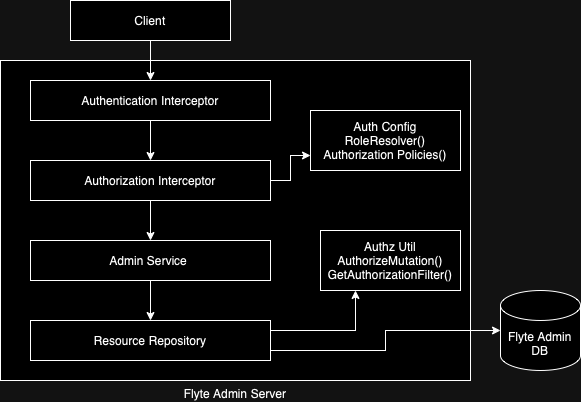 Client
Authentication Interceptor
Auth Config
RoleResolver()
Authorization Policies()
Authorization Interceptor
Authz Util
AuthorizeMutation()
GetAuthorizationFilter()
Admin Service
Resource Repository
Flyte Admin
DB
Flyte Admin Server